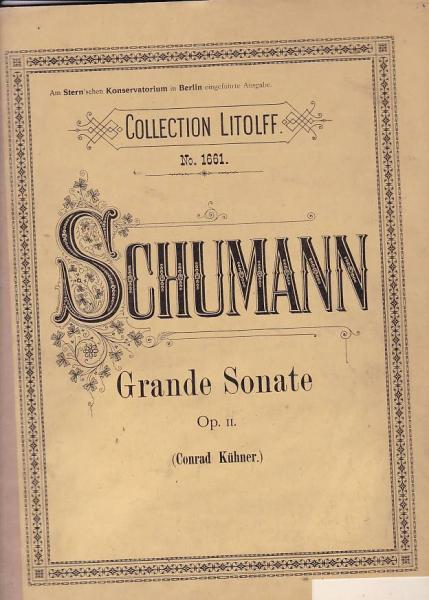 Am Stern'schen Konservatorium in Berlin eingeführte Ausgabe.
COLLECTION LITOLFF.
No. 1661.
SCHUMANN
Grande Sonate
Op. 11.
(Conrad Kühner.)